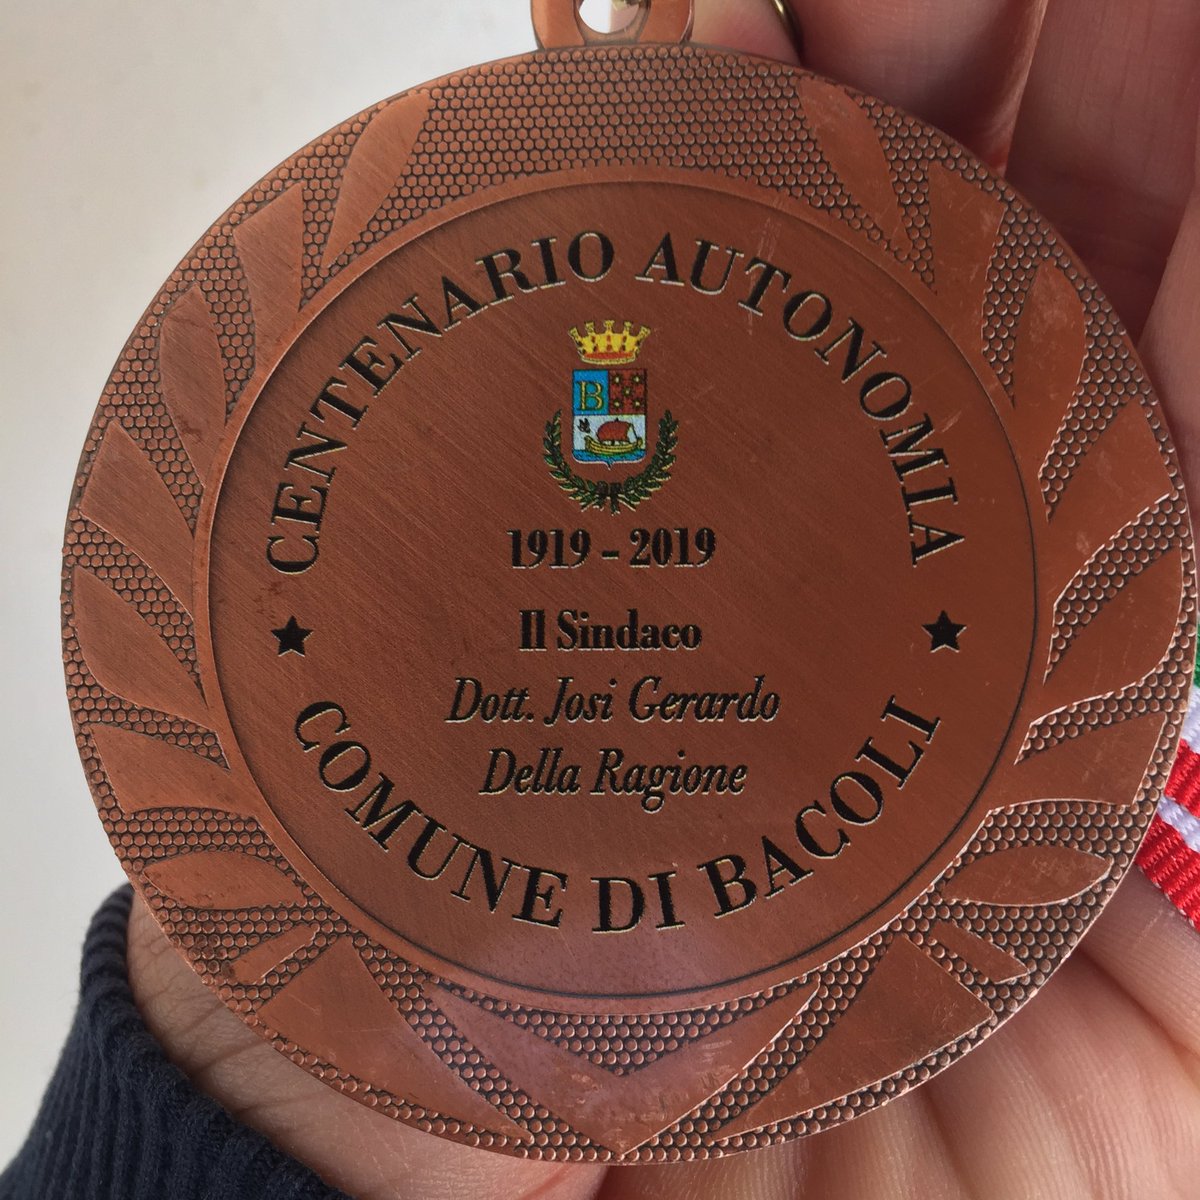 CENTENARIO AUTONOMIA
B
1919 - 2019
Il Sindaco
Dott. Josi Gerardo
Della Ragione
COMUNE DI BACOLI